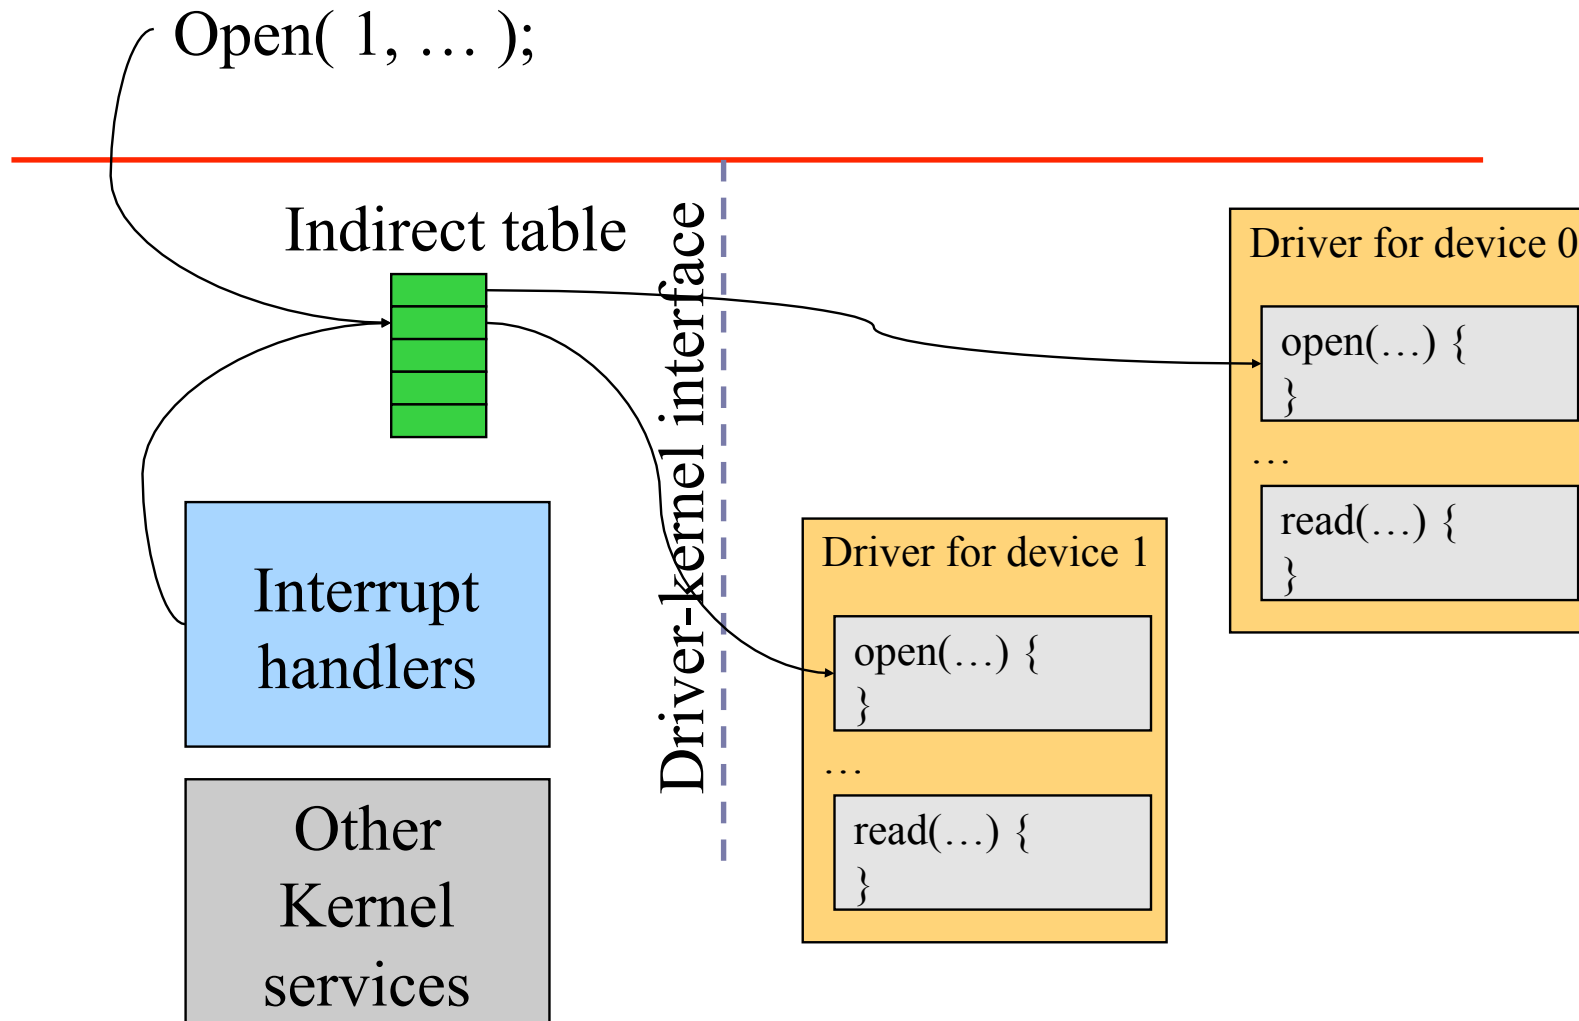 Open( 1, … );
Indirect table
Driver-kernel interface
Interrupt
handlers
Other
Kernel
services
Driver for device 1
open(…) {
}
…
read(…) {
}
Driver for device 0
open(…) {
}
…
read(…) {
}